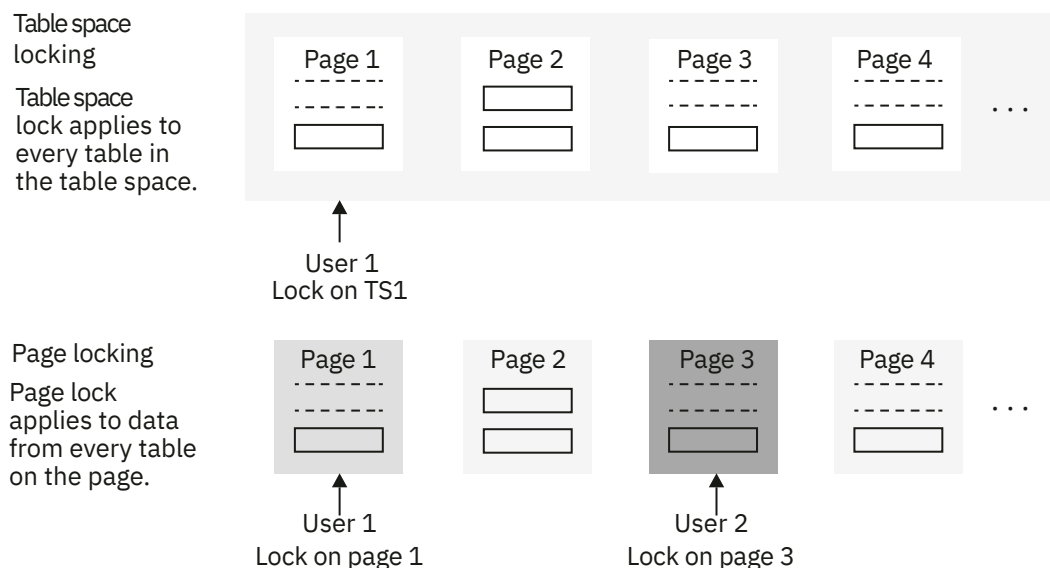 Table space
locking
Table space
lock applies to
every table in
the table space.
Page 1
Page 2
Page 3
Page 4
. . .
User 1
Lock on TS1
Page locking
Page lock
applies to data
from every table
on the page.
Page 1
Page 2
Page 3
Page 4
. . .
User 1
Lock on page 1
User 2
Lock on page 3